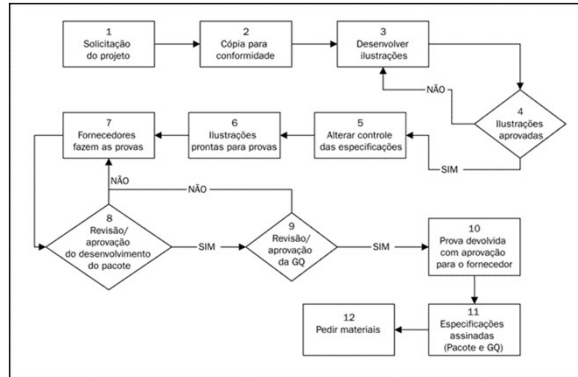 1
Solicitação
do projeto
2
Cópia para
conformidade
3
Desenvolver
ilustrações
NÃO
4
Ilustrações
aprovadas
7
Fornecedores
fazem as provas
6
Ilustrações
prontas para provas
5
Alterar controle
das especificações
SIM
NÃO
NÃO
8
Revisão/
aprovação
do desenvolvimento
do pacote
SIM
9
Revisão/
aprovação
da GQ
SIM
10
Prova devolvida
com aprovação
para o fornecedor
12
Pedir materiais
11
Especificações
assinadas
(Pacote e GQ)